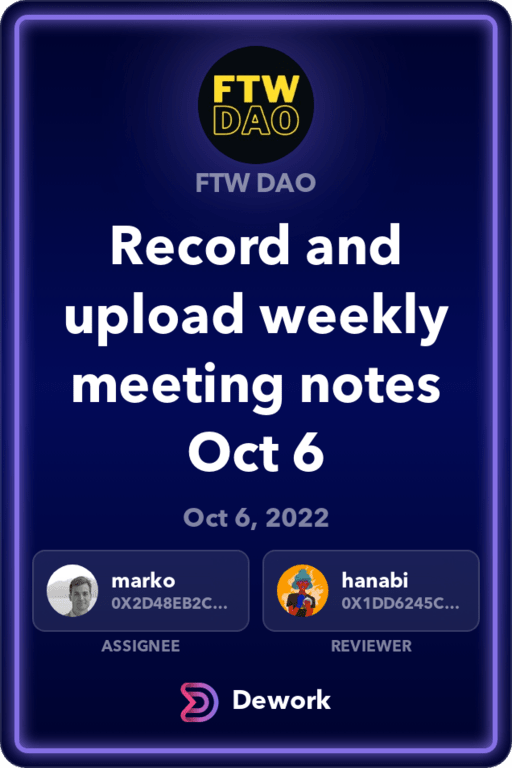 FTW
DAO
FTW DAO
Record and
upload weekly
meeting notes
Oct 6
Oct 6, 2022
marko
0X2D48EB2C...
ASSIGNEE
hanabi
0X1DD6245C...
REVIEWER
Dework